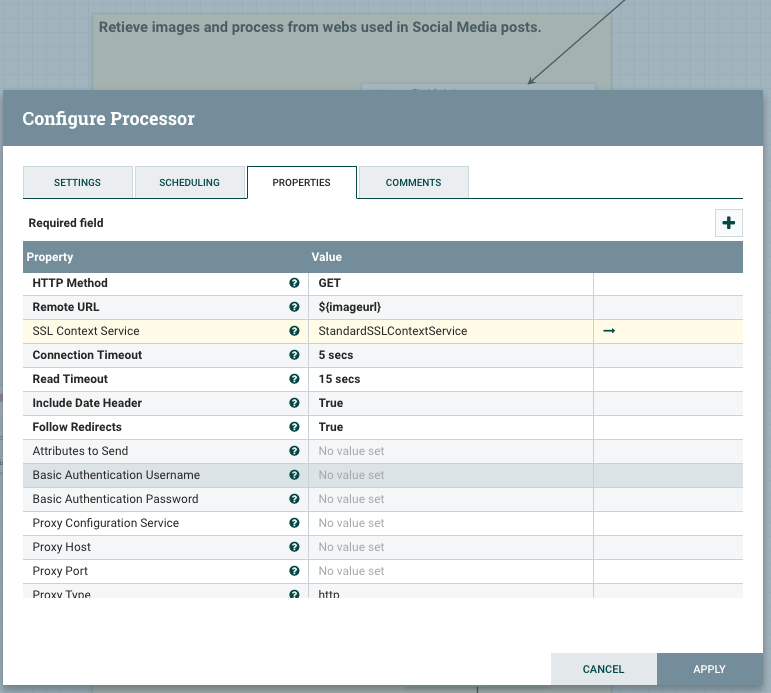 Retieve images and process from webs used in Social Media posts.
Configure Processor
SETTINGS
SCHEDULING
PROPERTIES
COMMENTS
Required field
Property Value
HTTP Method GET
Remote URL ${imageurl}
SSL Context Service StandardSSLContextService
Connection Timeout 5 secs
Read Timeout 15 secs
Include Date Header True
Follow Redirects True
Attributes to Send No value set
Basic Authentication Username No value set
Basic Authentication Password No value set
Proxy Configuration Service No value set
Proxy Host No value set
Proxy Port No value set
Proxy Type http
CANCEL
APPLY